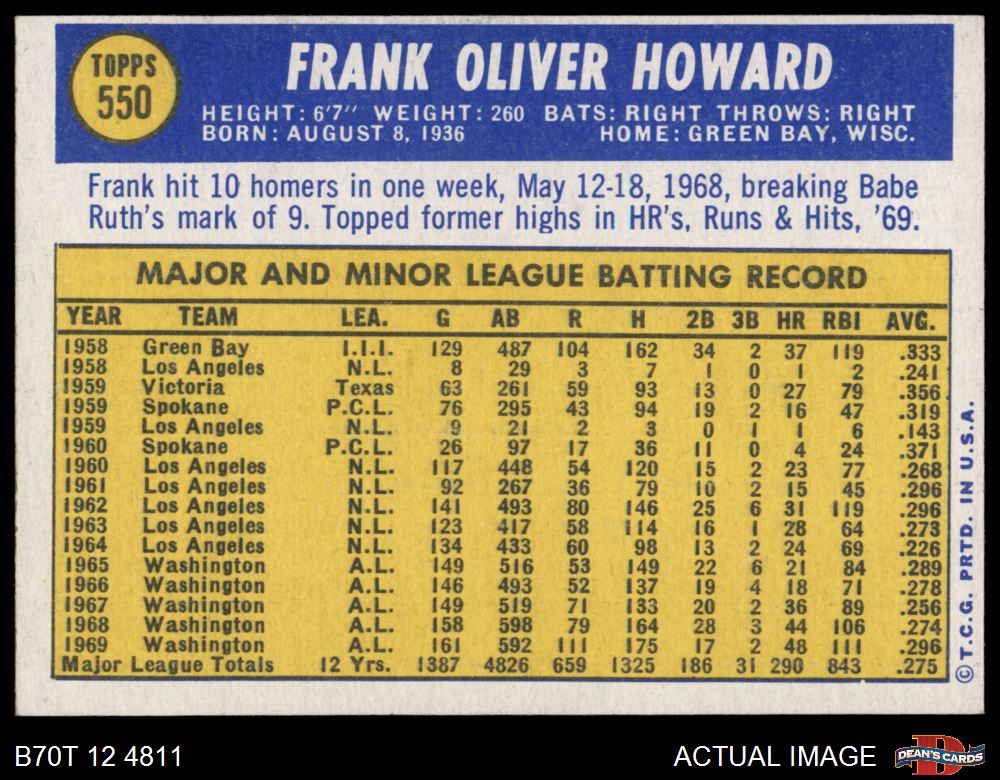 TOPPS
550
FRANK OLIVER HOWARD
HEIGHT: 6'7" WEIGHT: 260 BATS: RIGHT THROWS: RIGHT
BORN: AUGUST 8, 1936 HOME: GREEN BAY, WISC.
Frank hit 10 homers in one week, May 12-18, 1968, breaking Babe
Ruth's mark of 9. Topped former highs in HR's, Runs & Hits, '69.
MAJOR AND MINOR LEAGUE BATTING RECORD
YEAR TEAM LEA. G AB R H 2B 3B HR RBI AVG.
1958 Green Bay I.I.I. 129 487 104 162 34 2 37 119 .333
1958 Los Angeles N.L. 8 29 3 7 1 0 1 2 .241
1959 Victoria Texas 63 261 59 93 13 0 27 79 .356
1959 Spokane P.C.L. 76 295 43 94 19 2 16 47 .319
1959 Los Angeles N.L. 9 21 2 3 0 1 1 6 .143
1960 Spokane P.C.L. 26 97 17 36 11 0 4 24 .371
1960 Los Angeles N.L. 117 448 54 120 15 2 23 77 .268
1961 Los Angeles N.L. 92 267 36 79 10 2 15 45 .296
1962 Los Angeles N.L. 141 493 80 146 25 6 31 119 .296
1963 Los Angeles N.L. 123 417 58 114 16 1 28 64 .273
1964 Los Angeles N.L. 134 433 60 98 13 2 24 69 .226
1965 Washington A.L. 149 516 53 149 22 6 21 84 .289
1966 Washington A.L. 146 493 52 137 19 4 18 71 .278
1967 Washington A.L. 149 519 71 133 20 2 36 89 .256
1968 Washington A.L. 158 598 79 164 28 3 44 106 .274
1969 Washington A.L. 161 592 111 175 17 2 48 111 .296
Major League Totals 12 Yrs. 1387 4826 659 1325 186 31 290 843 .275
© T.C.G. PRTD. IN U.S.A.
B70T 12 4811
ACTUAL IMAGE
DEAN'S CARDS